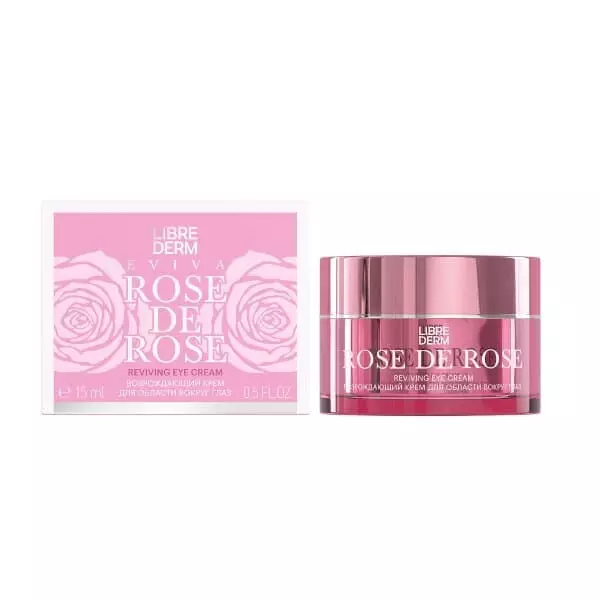 LIBRE
DERM
EVIVA
ROSE
DE
ROSE
REVIVING EYE CREAM
ВОЗРОЖДАЮЩИЙ КРЕМ
ДЛЯ ОБЛАСТИ ВОКРУГ ГЛАЗ
℮ 15 ml
0.5 FL.OZ
LIBRE
DERM
ROSE DE ROSE
REVIVING EYE CREAM
ВОЗРОЖДАЮЩИЙ КРЕМ ДЛЯ ОБЛАСТИ ВОКРУГ ГЛАЗ